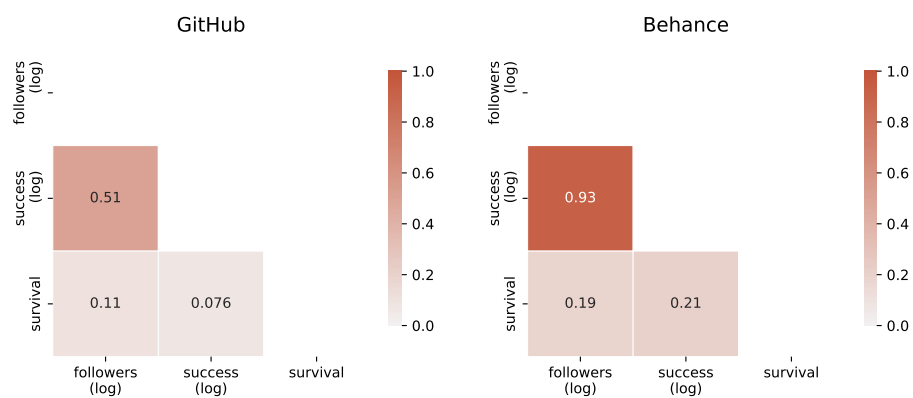 GitHub
followers
(log)
success
(log)
survival
0.51
0.11
0.076
followers
(log)
success
(log)
survival
1.0
0.8
0.6
0.4
0.2
0.0
Behance
followers
(log)
success
(log)
survival
0.93
0.19
0.21
followers
(log)
success
(log)
survival
1.0
0.8
0.6
0.4
0.2
0.0